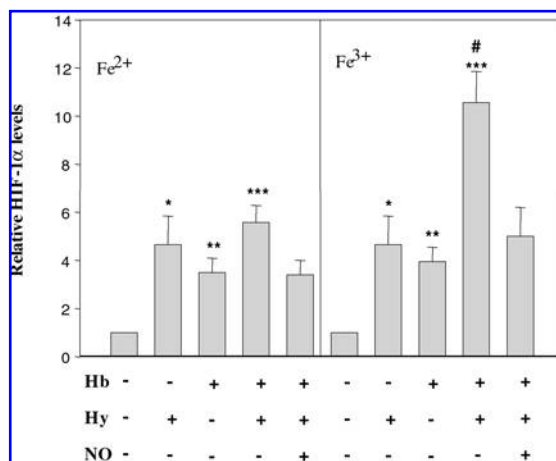 Relative HIF-1α levels
14
12
10
8
6
4
2
0
Fe2+
Fe3+
* ** *** * ** *** #
Hb - - + + + - - + + +
Hy - + - + + - + - + +
NO - - - - + - - - - +